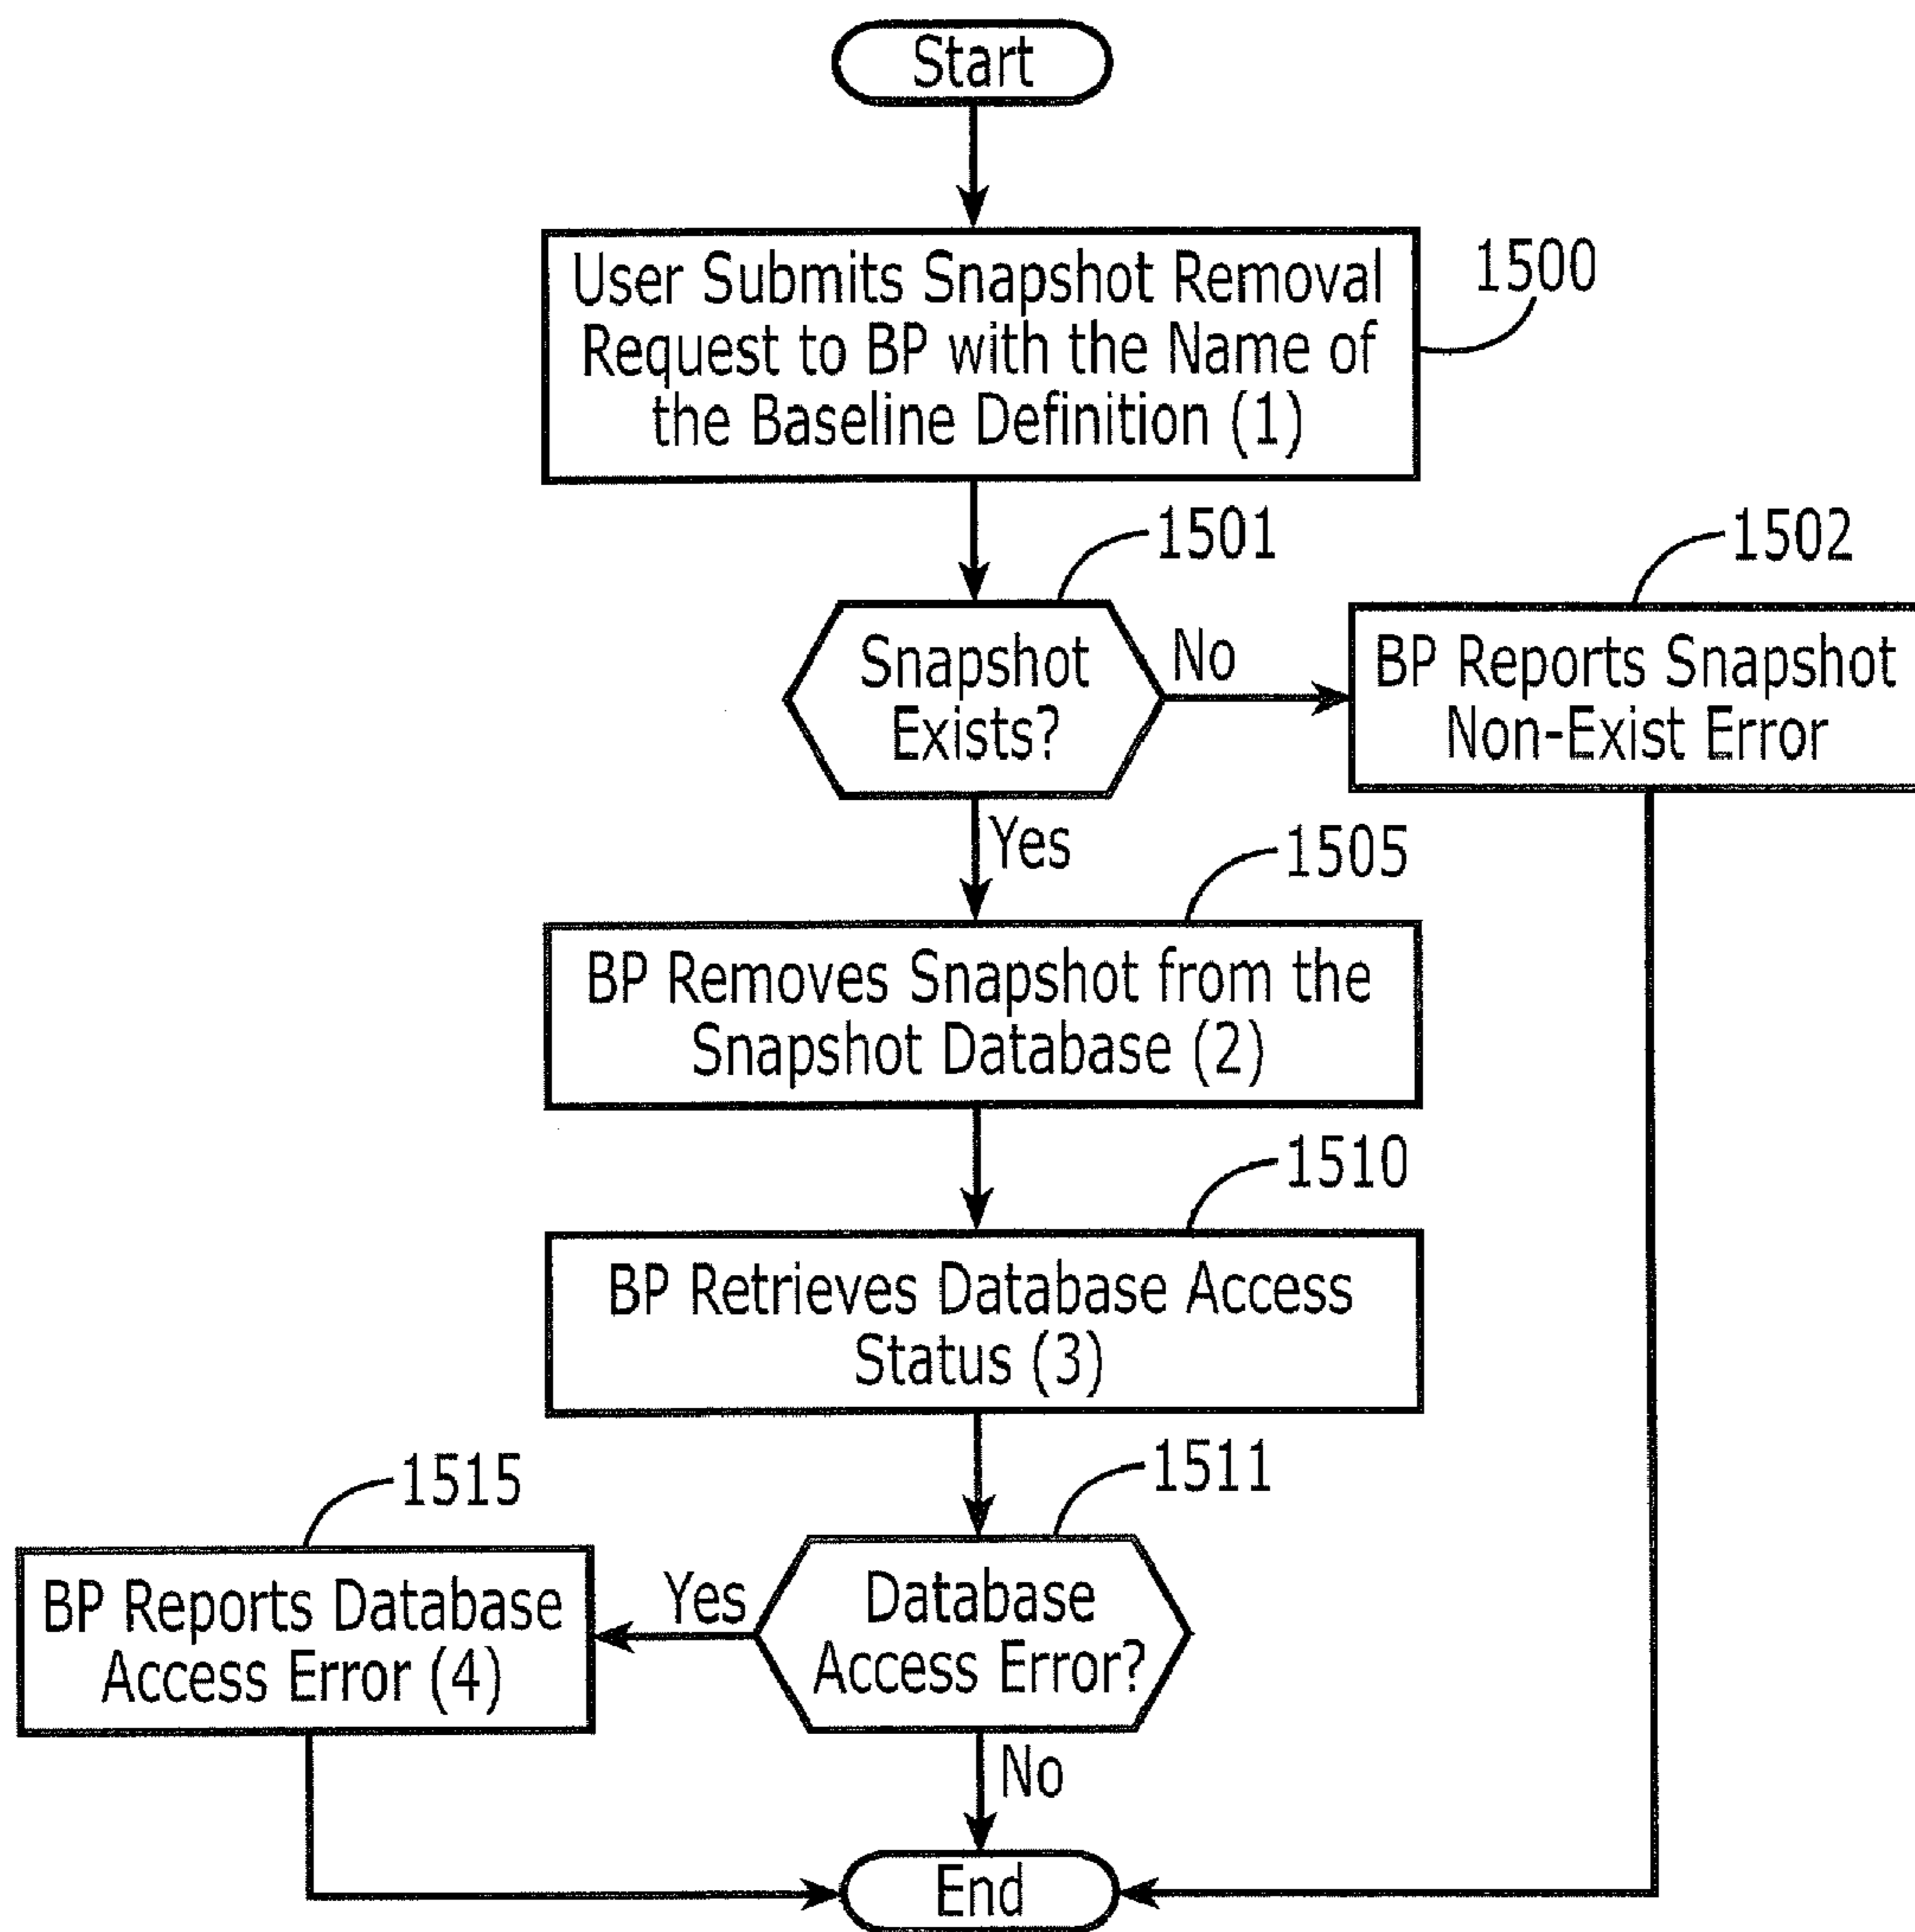 Start
User Submits Snapshot Removal
Request to BP with the Name of
the Baseline Definition (1)
1500
1501
Snapshot
Exists?
No
1502
BP Reports Snapshot
Non-Exist Error
Yes
1505
BP Removes Snapshot from the
Snapshot Database (2)
1510
BP Retrieves Database Access
Status (3)
1511
Database
Access Error?
Yes
1515
BP Reports Database
Access Error (4)
No
End